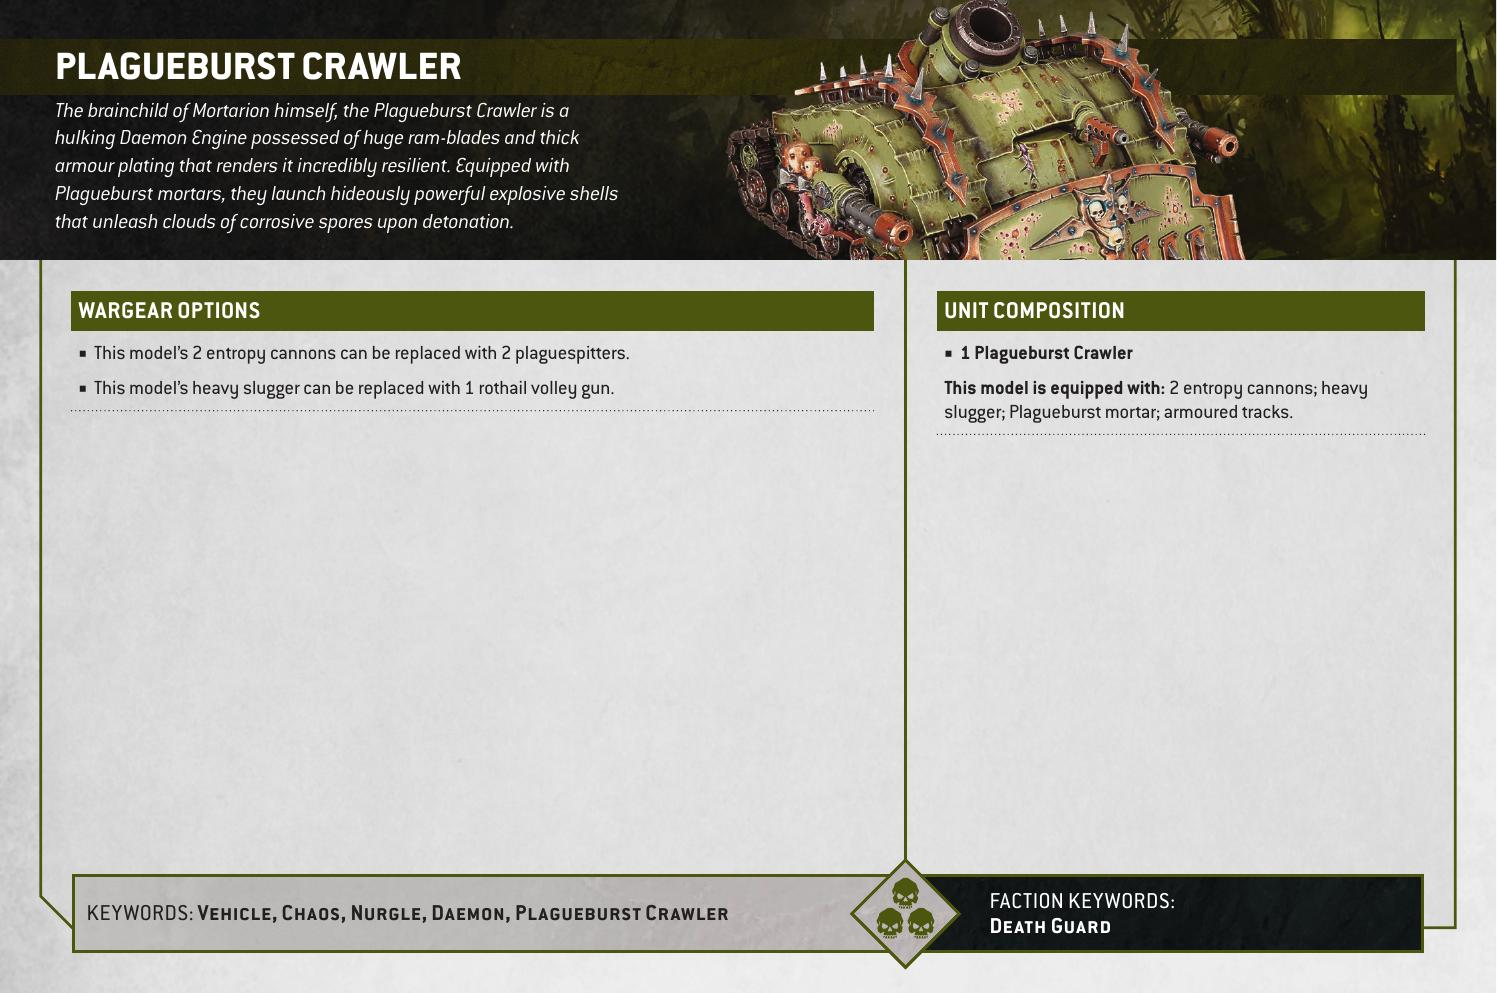 PLAGUEBURST CRAWLER
The brainchild of Mortarion himself, the Plagueburst Crawler is a
hulking Daemon Engine possessed of huge ram-blades and thick
armour plating that renders it incredibly resilient. Equipped with
Plagueburst mortars, they launch hideously powerful explosive shells
that unleash clouds of corrosive spores upon detonation.
WARGEAR OPTIONS
▪ This model’s 2 entropy cannons can be replaced with 2 plaguespitters.
▪ This model’s heavy slugger can be replaced with 1 rothail volley gun.
UNIT COMPOSITION
▪ 1 Plagueburst Crawler
This model is equipped with: 2 entropy cannons; heavy
slugger; Plagueburst mortar; armoured tracks.
KEYWORDS: Vehicle, Chaos, Nurgle, Daemon, Plagueburst Crawler
FACTION KEYWORDS:
Death Guard